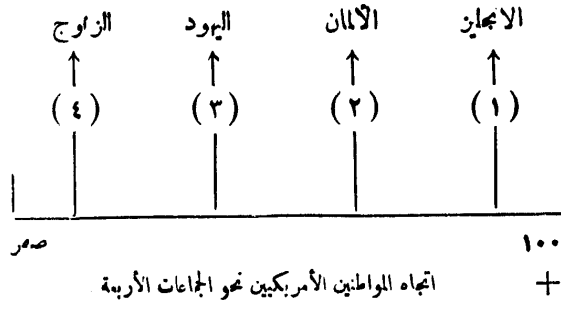 الانجليز الألمان اليهود الزنوج
(١) (٢) (٣) (٤)
١٠٠ صفر
+ اتجاه المواطنين الأمريكيين نحو الجماعات الأربعة